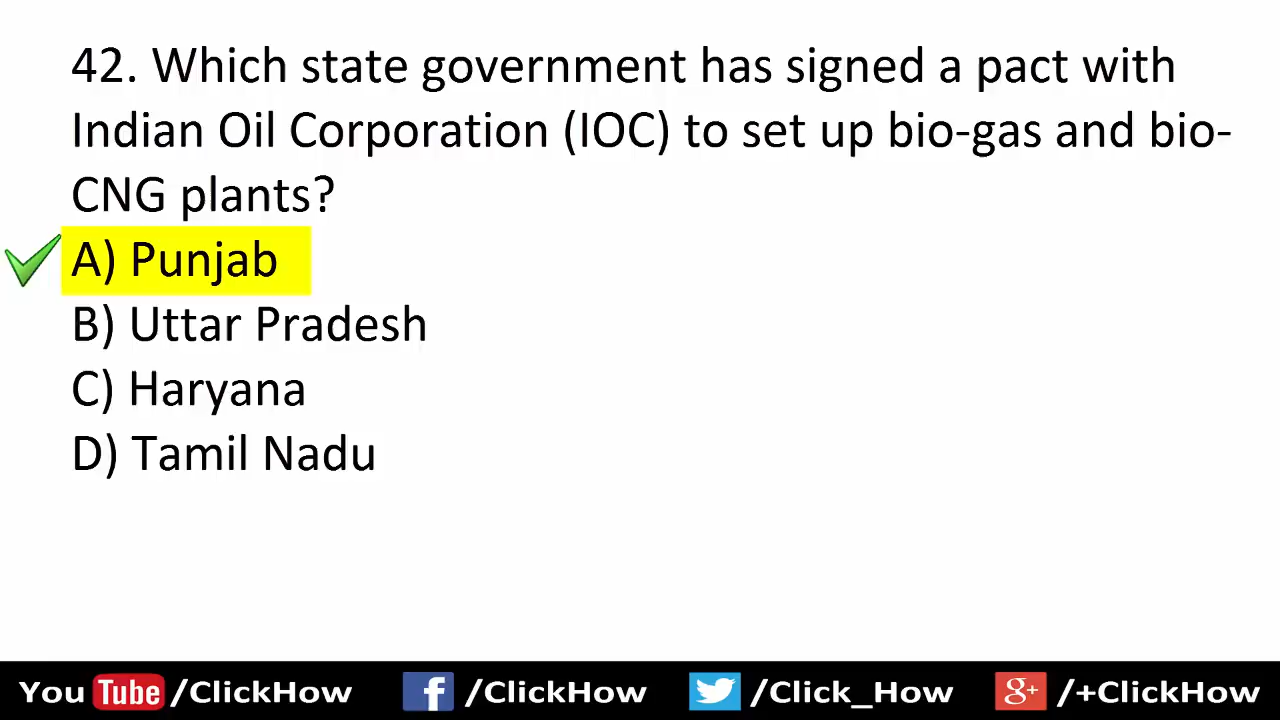 42. Which state government has signed a pact with
Indian Oil Corporation (IOC) to set up bio-gas and bio-
CNG plants?
A) Punjab
B) Uttar Pradesh
C) Haryana
D) Tamil Nadu
You Tube /ClickHow f /ClickHow /Click_How g+ /+ClickHow